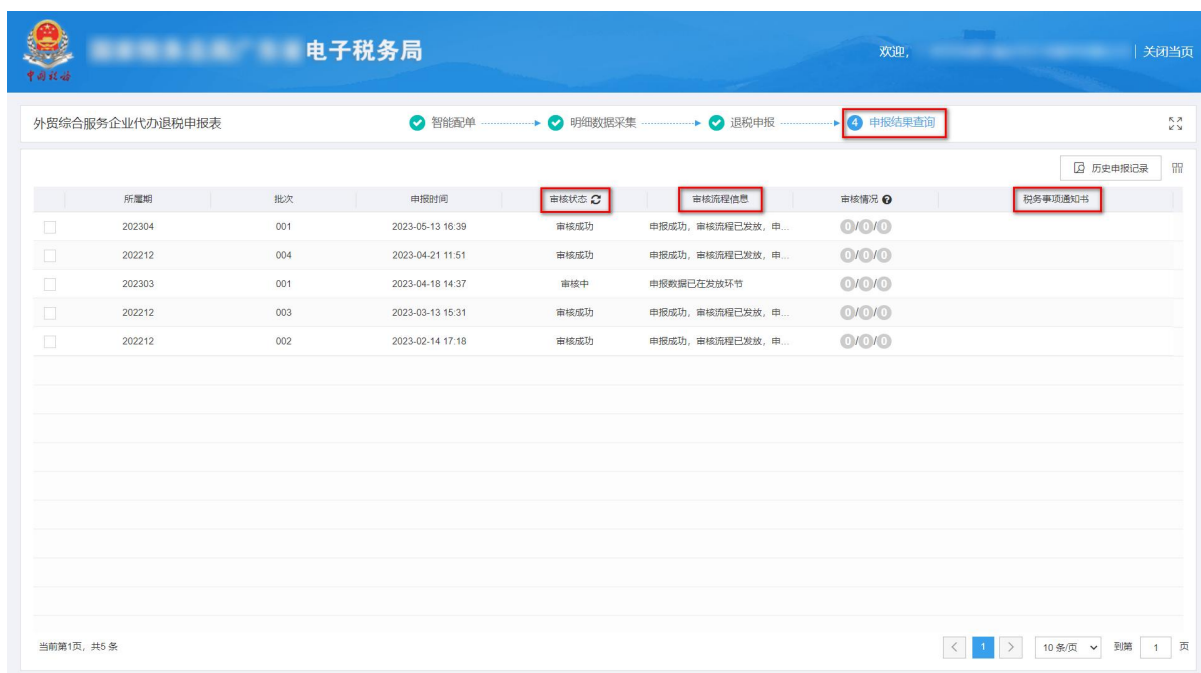 中国税务
电子税务局
欢迎,
关闭当页
外贸综合服务企业代办退税申报表
智能配单
明细数据采集
退税申报
4 申报结果查询
历史申报记录
所属期 批次 申报时间 审核状态 审核流程信息 审核情况 ? 税务事项通知书
202304 001 2023-05-13 16:39 审核成功 申报成功,审核流程已发放,申... 0/0/0
202212 004 2023-04-21 11:51 审核成功 申报成功,审核流程已发放,申... 0/0/0
202303 001 2023-04-18 14:37 审核中 申报数据已在发放环节 0/0/0
202212 003 2023-03-13 15:31 审核成功 申报成功,审核流程已发放,申... 0/0/0
202212 002 2023-02-14 17:18 审核成功 申报成功,审核流程已发放,申... 0/0/0
当前第1页,共5 条
< 1 > 10 条/页 到第 1 页